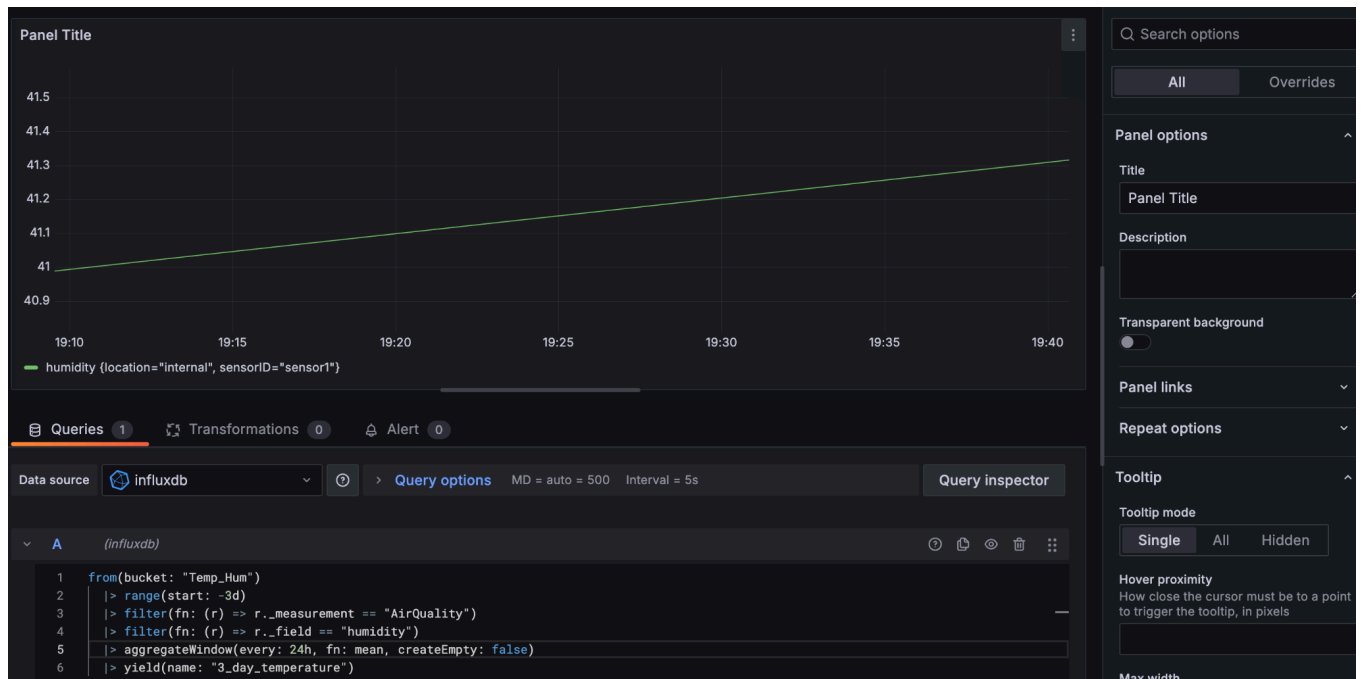 Panel Title
41.5
41.4
41.3
41.2
41.1
41
40.9
19:10 19:15 19:20 19:25 19:30 19:35 19:40
humidity {location="internal", sensorID="sensor1"}
Queries 1 Transformations 0 Alert 0
Data source influxdb Query options MD = auto = 500 Interval = 5s Query inspector
A (influxdb)
1 from(bucket: "Temp_Hum")
2 |> range(start: -3d)
3 |> filter(fn: (r) => r._measurement == "AirQuality")
4 |> filter(fn: (r) => r._field == "humidity")
5 |> aggregateWindow(every: 24h, fn: mean, createEmpty: false)
6 |> yield(name: "3_day_temperature")
Search options
All Overrides
Panel options
Title
Panel Title
Description
Transparent background
Panel links
Repeat options
Tooltip
Tooltip mode
Single All Hidden
Hover proximity
How close the cursor must be to a point
to trigger the tooltip, in pixels
Max width